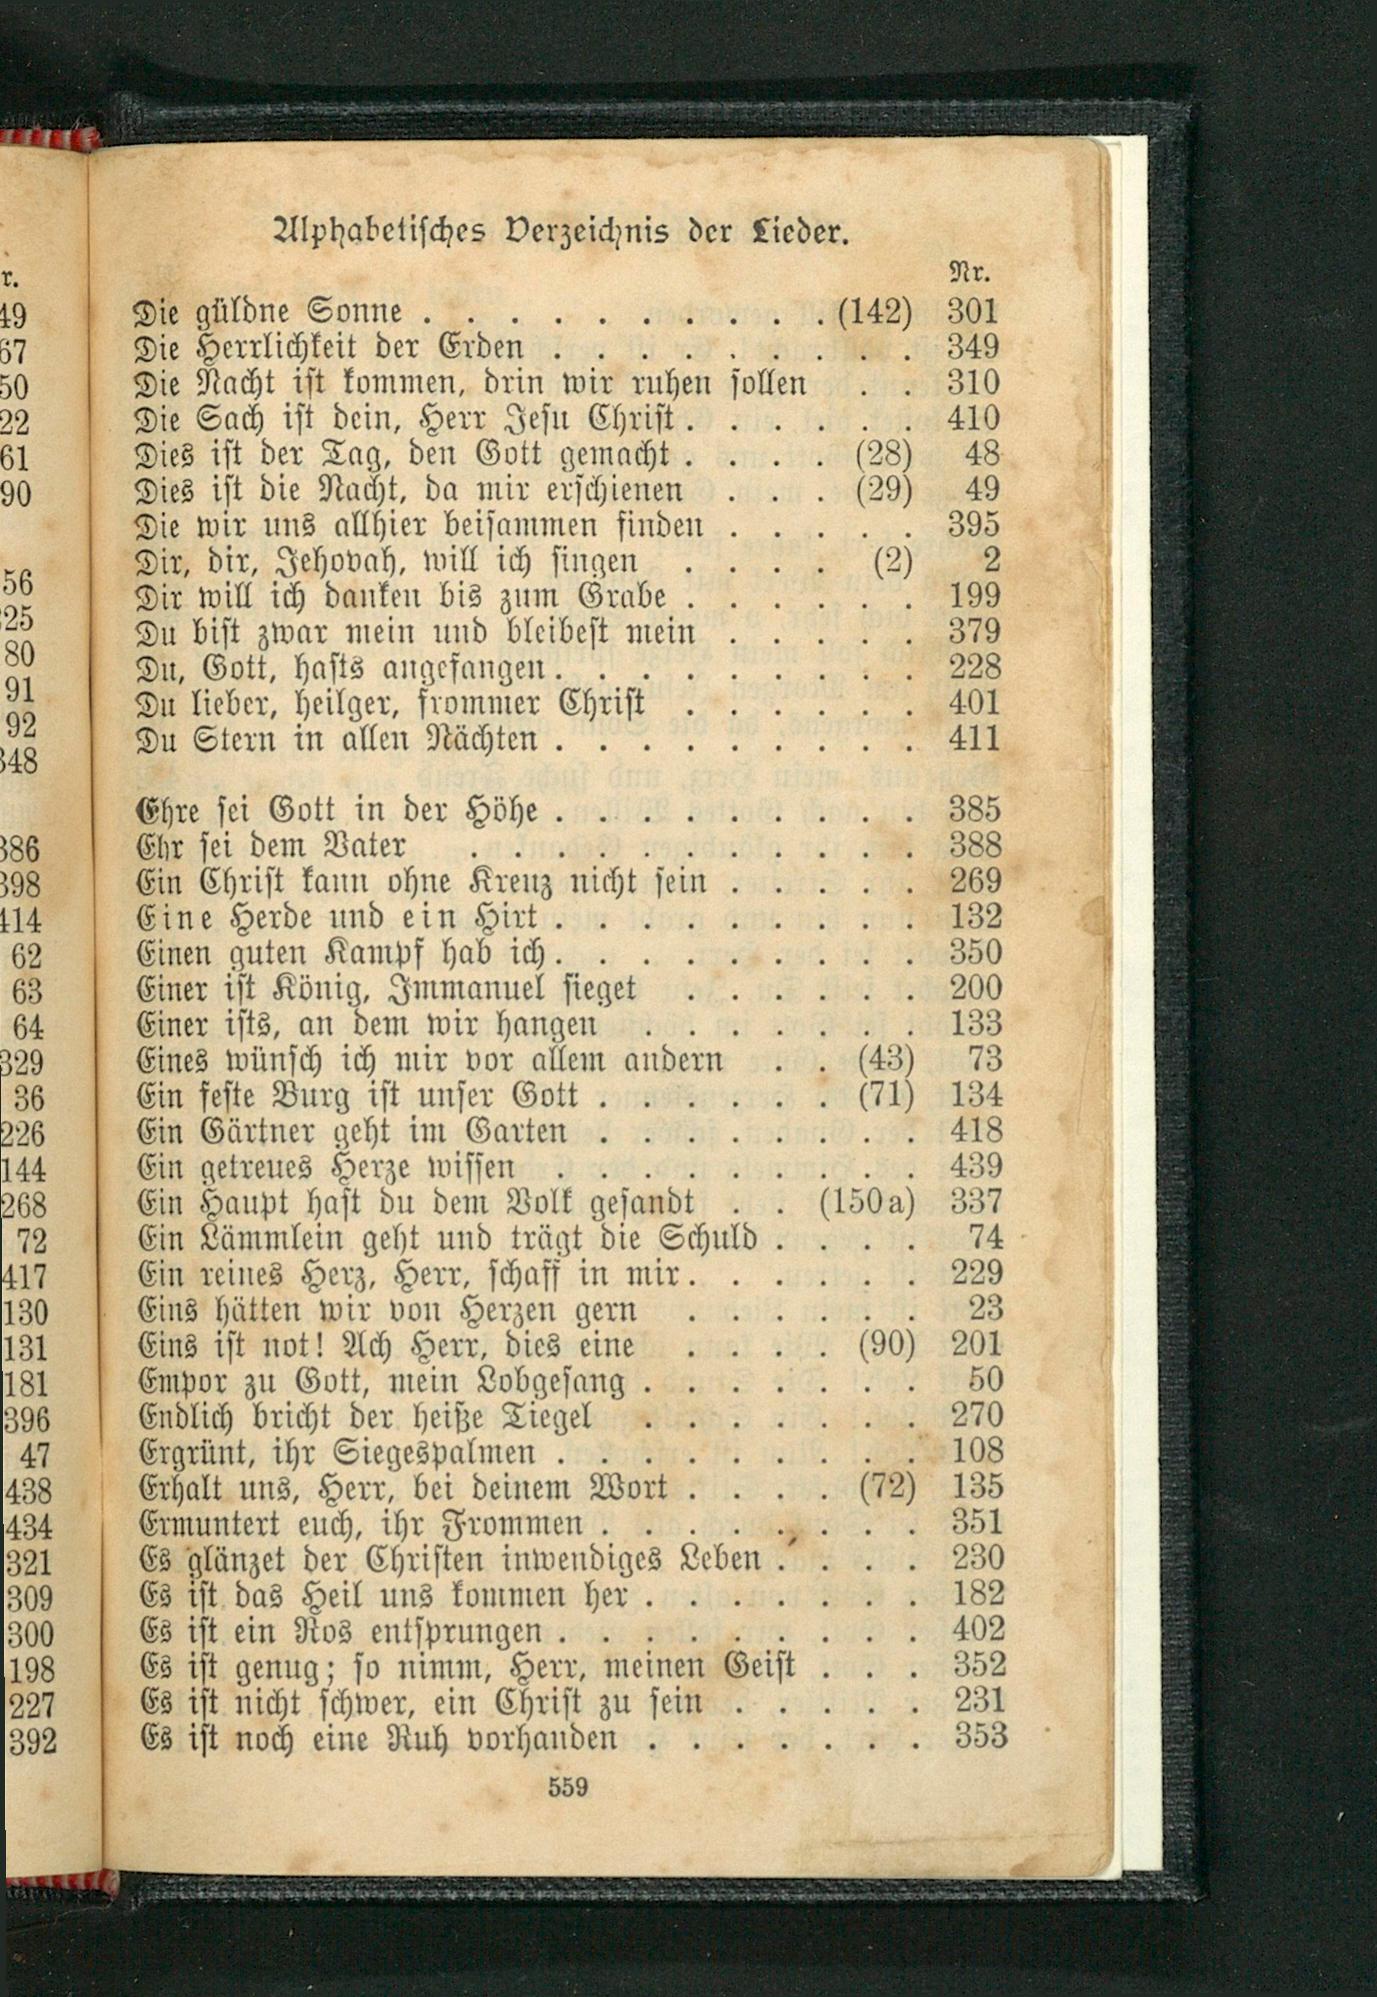 Alphabetisches Verzeichnis der Lieder.
Nr.
Die güldne Sonne . . . . . . . . . . (142) 301
Die Herrlichkeit der Erden . . . . . . . . . 349
Die Nacht ist kommen, drin wir ruhen sollen . . 310
Die Sach ist dein, Herr Jesu Christ . . . . . . 410
Dies ist der Tag, den Gott gemacht . . . . (28) 48
Dies ist die Nacht, da mir erschienen . . . (29) 49
Die wir uns allhier beisammen finden . . . . . 395
Dir, dir, Jehovah, will ich singen . . . . (2) 2
Dir will ich danken bis zum Grabe . . . . . . 199
Du bist zwar mein und bleibest mein . . . . . 379
Du, Gott, hasts angefangen . . . . . . . . . 228
Du lieber, heilger, frommer Christ . . . . . . 401
Du Stern in allen Nächten . . . . . . . . . 411
Ehre sei Gott in der Höhe . . . . . . . . . 385
Ehr sei dem Vater . . . . . . . . . . . 388
Ein Christ kann ohne Kreuz nicht sein . . . . . 269
Eine Herde und ein Hirt . . . . . . . . . 132
Einen guten Kampf hab ich . . . . . . . . . 350
Einer ist König, Immanuel sieget . . . . . . 200
Einer ists, an dem wir hangen . . . . . . . 133
Eines wünsch ich mir vor allem andern . . (43) 73
Ein feste Burg ist unser Gott . . . . . . (71) 134
Ein Gärtner geht im Garten . . . . . . . . 418
Ein getreues Herze wissen . . . . . . . . . 439
Ein Haupt hast du dem Volk gesandt . . (150a) 337
Ein Lämmlein geht und trägt die Schuld . . . . 74
Ein reines Herz, Herr, schaff in mir . . . . . . 229
Eins hätten wir von Herzen gern . . . . . . 23
Eins ist not! Ach Herr, dies eine . . . . (90) 201
Empor zu Gott, mein Lobgesang . . . . . . . 50
Endlich bricht der heiße Tiegel . . . . . . . 270
Ergrünt, ihr Siegespalmen . . . . . . . . . 108
Erhalt uns, Herr, bei deinem Wort . . . . (72) 135
Ermuntert euch, ihr Frommen . . . . . . . . 351
Es glänzet der Christen inwendiges Leben . . . . 230
Es ist das Heil uns kommen her . . . . . . . 182
Es ist ein Ros entsprungen . . . . . . . . . 402
Es ist genug; so nimm, Herr, meinen Geist . . . 352
Es ist nicht schwer, ein Christ zu sein . . . . . 231
Es ist noch eine Ruh vorhanden . . . . . . . 353
559